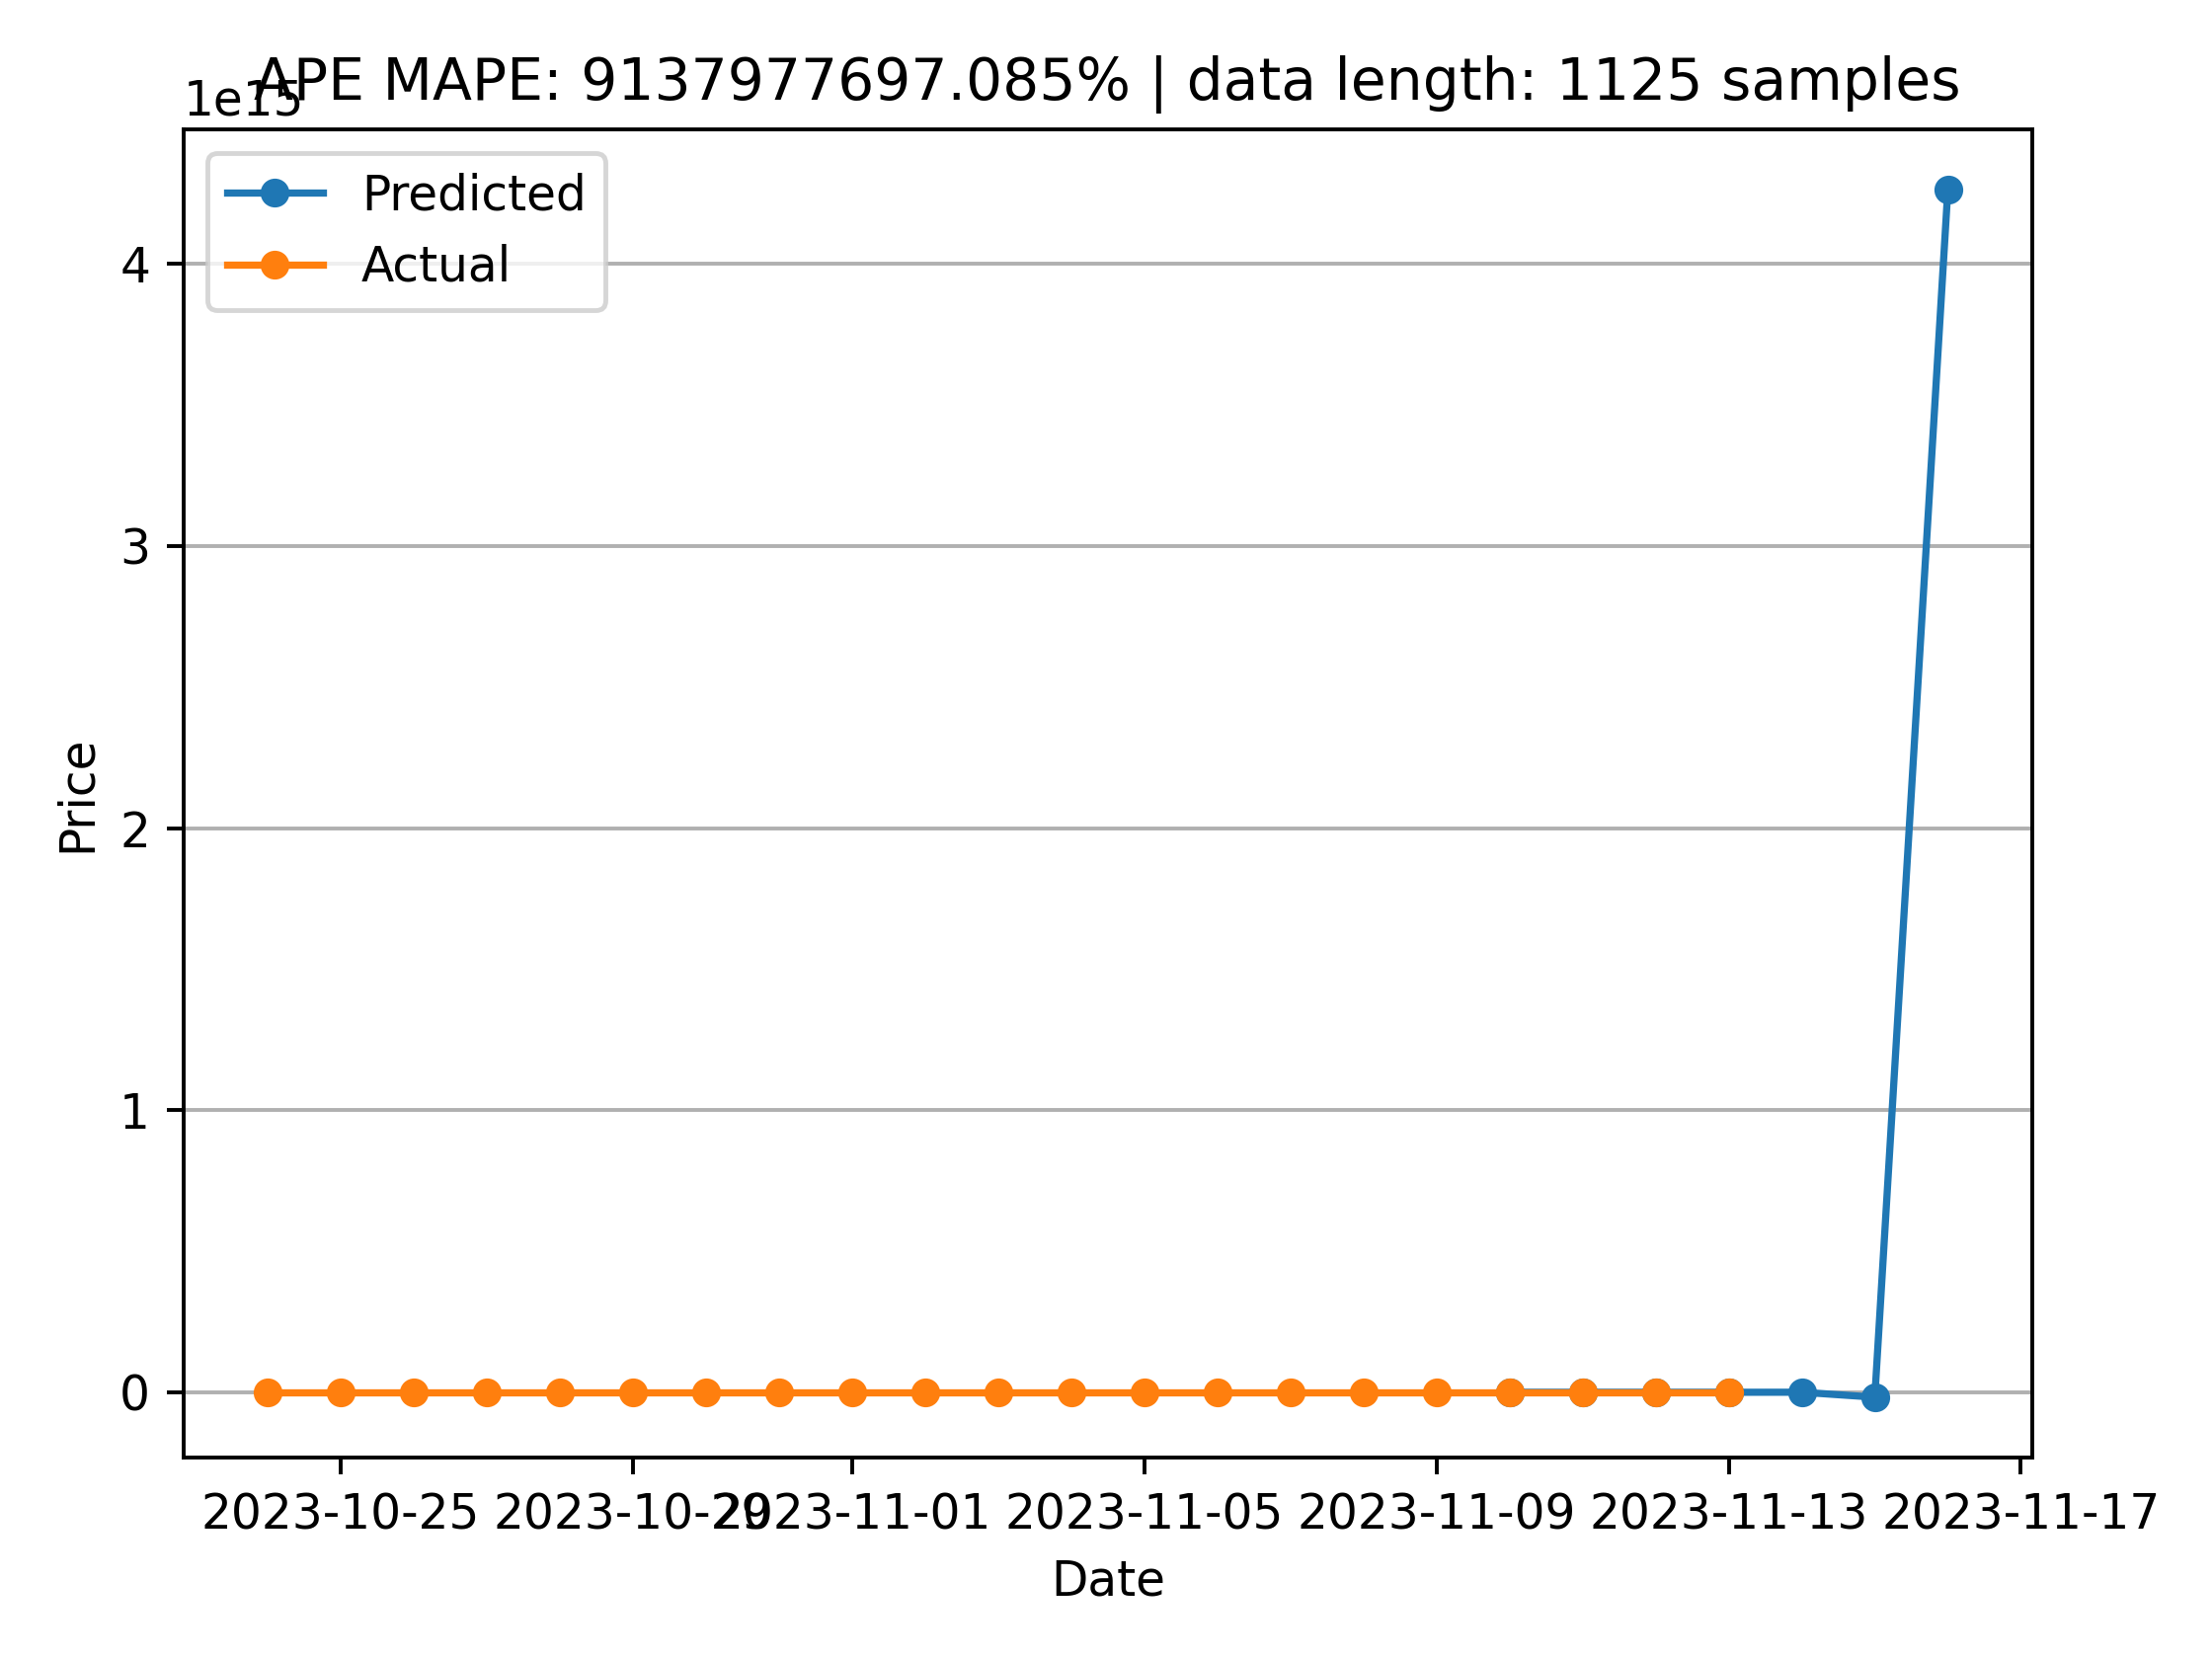 APE MAPE: 9137977697.085% | data length: 1125 samples
1e15
Predicted
Actual
4
3
2
1
0
Price
2023-10-25 2023-10-29 2023-11-01 2023-11-05 2023-11-09 2023-11-13 2023-11-17
Date